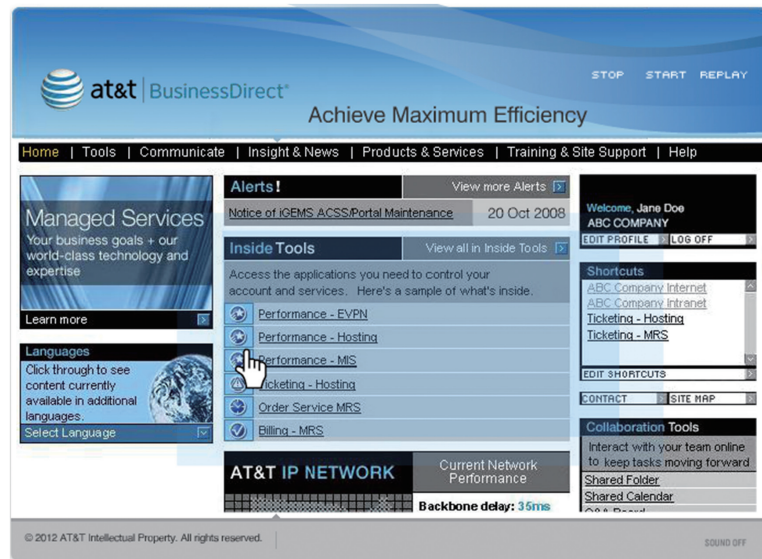 at&t BusinessDirect®
STOP START REPLAY
Achieve Maximum Efficiency
Home | Tools | Communicate | Insight & News | Products & Services | Training & Site Support | Help
Managed Services
Your business goals + our
world-class technology and
expertise
Learn more
Languages
Click through to see
content currently
available in additional
languages.
Select Language
Alerts!
View more Alerts
Notice of iGEMS ACSS/Portal Maintenance
20 Oct 2008
Inside Tools
View all in Inside Tools
Access the applications you need to control your
account and services. Here's a sample of what's inside.
Performance - EVPN
Performance - Hosting
Performance - MIS
Ticketing - Hosting
Order Service MRS
Billing - MRS
AT&T IP NETWORK
Current Network
Performance
Backbone delay: 35ms
Welcome, Jane Doe
ABC COMPANY
EDIT PROFILE LOG OFF
Shortcuts
ABC Company Internet
ABC Company Intranet
Ticketing - Hosting
Ticketing - MRS
EDIT SHORTCUTS
CONTACT SITE MAP
Collaboration Tools
Interact with your team online
to keep tasks moving forward
Shared Folder
Shared Calendar
Q&A Board
© 2012 AT&T Intellectual Property. All rights reserved.
SOUND OFF